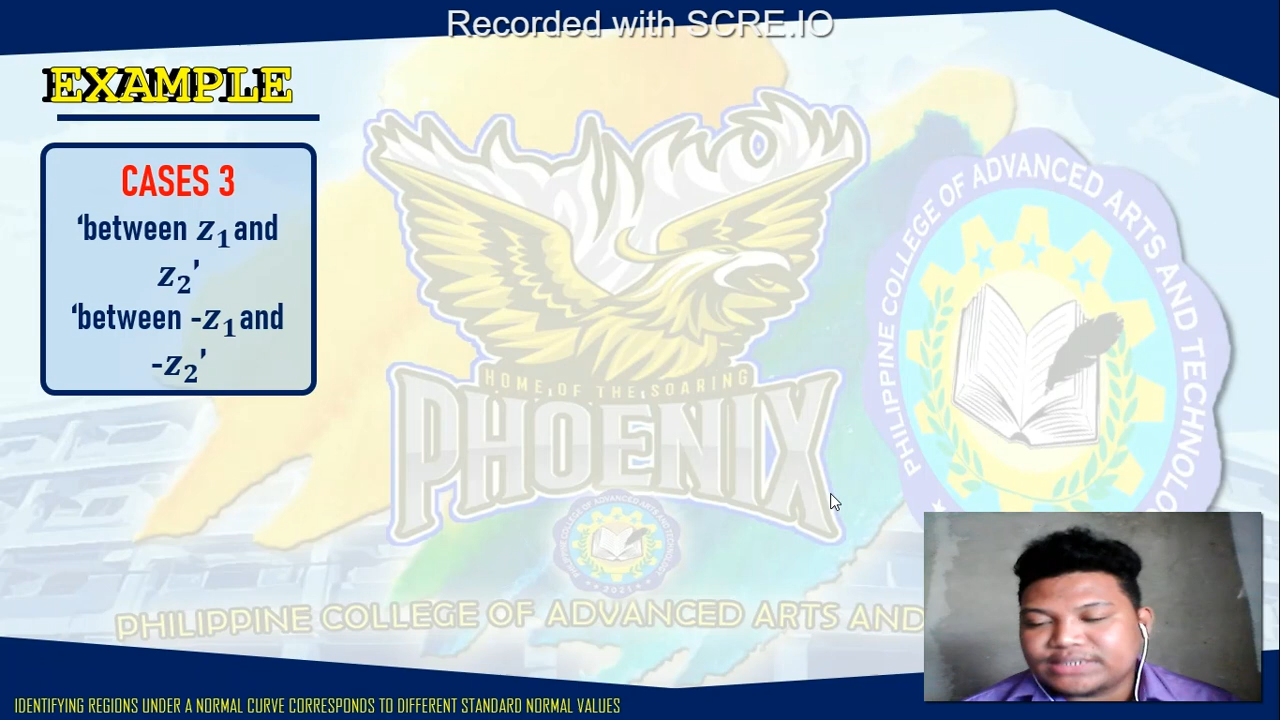 Recorded with SCRE.IO
EXAMPLE
CASES 3
‘between z₁ and
z₂’
‘between -z₁ and
-z₂’
HOME OF THE SOARING
PHOENIX
PHILIPPINE COLLEGE OF ADVANCED ARTS AND TECHNOLO
PHILIPPINE COLLEGE OF ADVANCED ARTS AND
IDENTIFYING REGIONS UNDER A NORMAL CURVE CORRESPONDS TO DIFFERENT STANDARD NORMAL VALUES